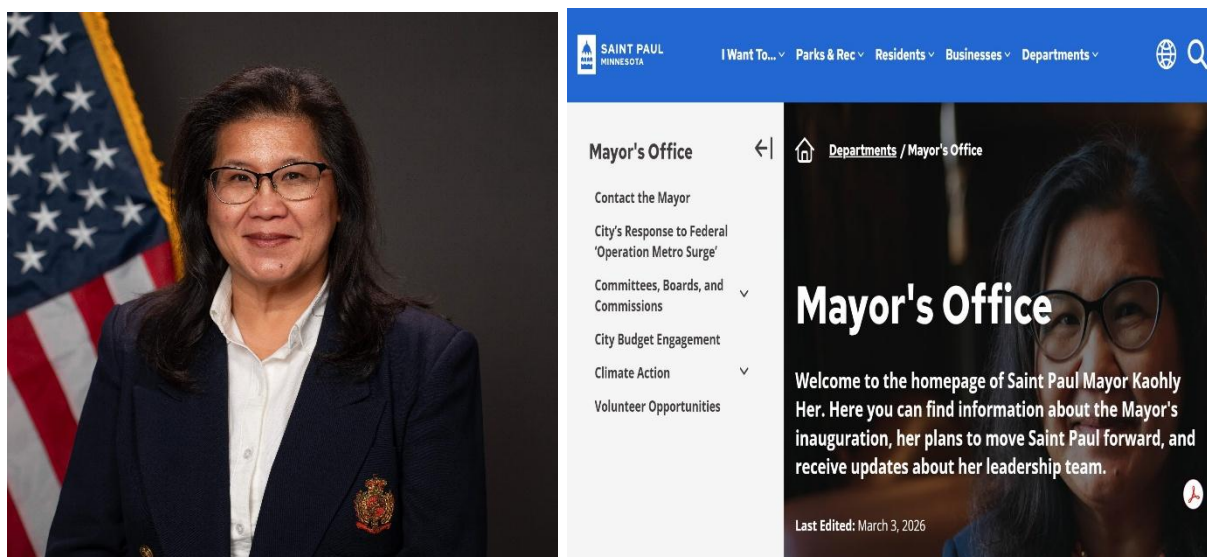 SAINT PAUL
MINNESOTA
I Want To...
Parks & Rec
Residents
Businesses
Departments
Mayor's Office
Contact the Mayor
City's Response to Federal
'Operation Metro Surge'
Committees, Boards, and
Commissions
City Budget Engagement
Climate Action
Volunteer Opportunities
Departments / Mayor's Office
Mayor's Office
Welcome to the homepage of Saint Paul Mayor Kaohly
Her. Here you can find information about the Mayor's
inauguration, her plans to move Saint Paul forward, and
receive updates about her leadership team.
Last Edited: March 3, 2026